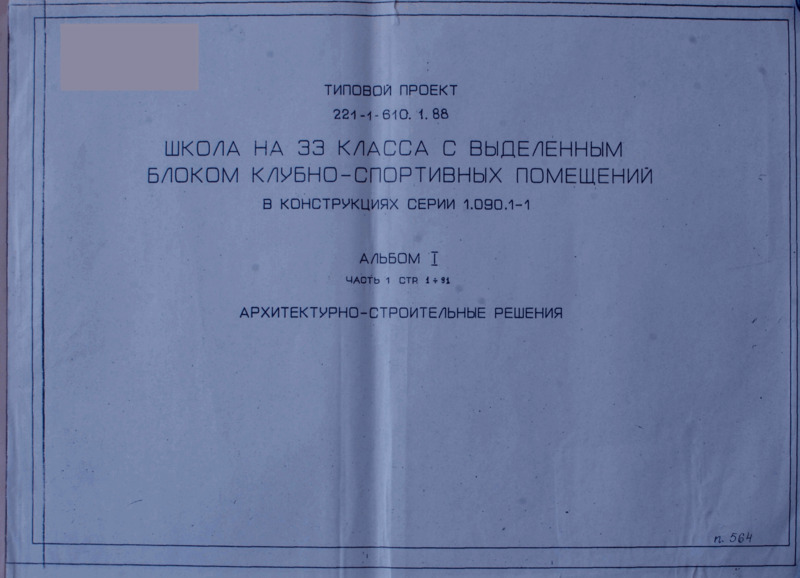 ТИПОВОЙ ПРОЕКТ
221-1-610.1.88
ШКОЛА НА 33 КЛАССА С ВЫДЕЛЕННЫМ
БЛОКОМ КЛУБНО-СПОРТИВНЫХ ПОМЕЩЕНИЙ
В КОНСТРУКЦИЯХ СЕРИИ 1.090.1-1
АЛЬБОМ I
ЧАСТЬ 1 СТР 1÷91
АРХИТЕКТУРНО-СТРОИТЕЛЬНЫЕ РЕШЕНИЯ
п. 564